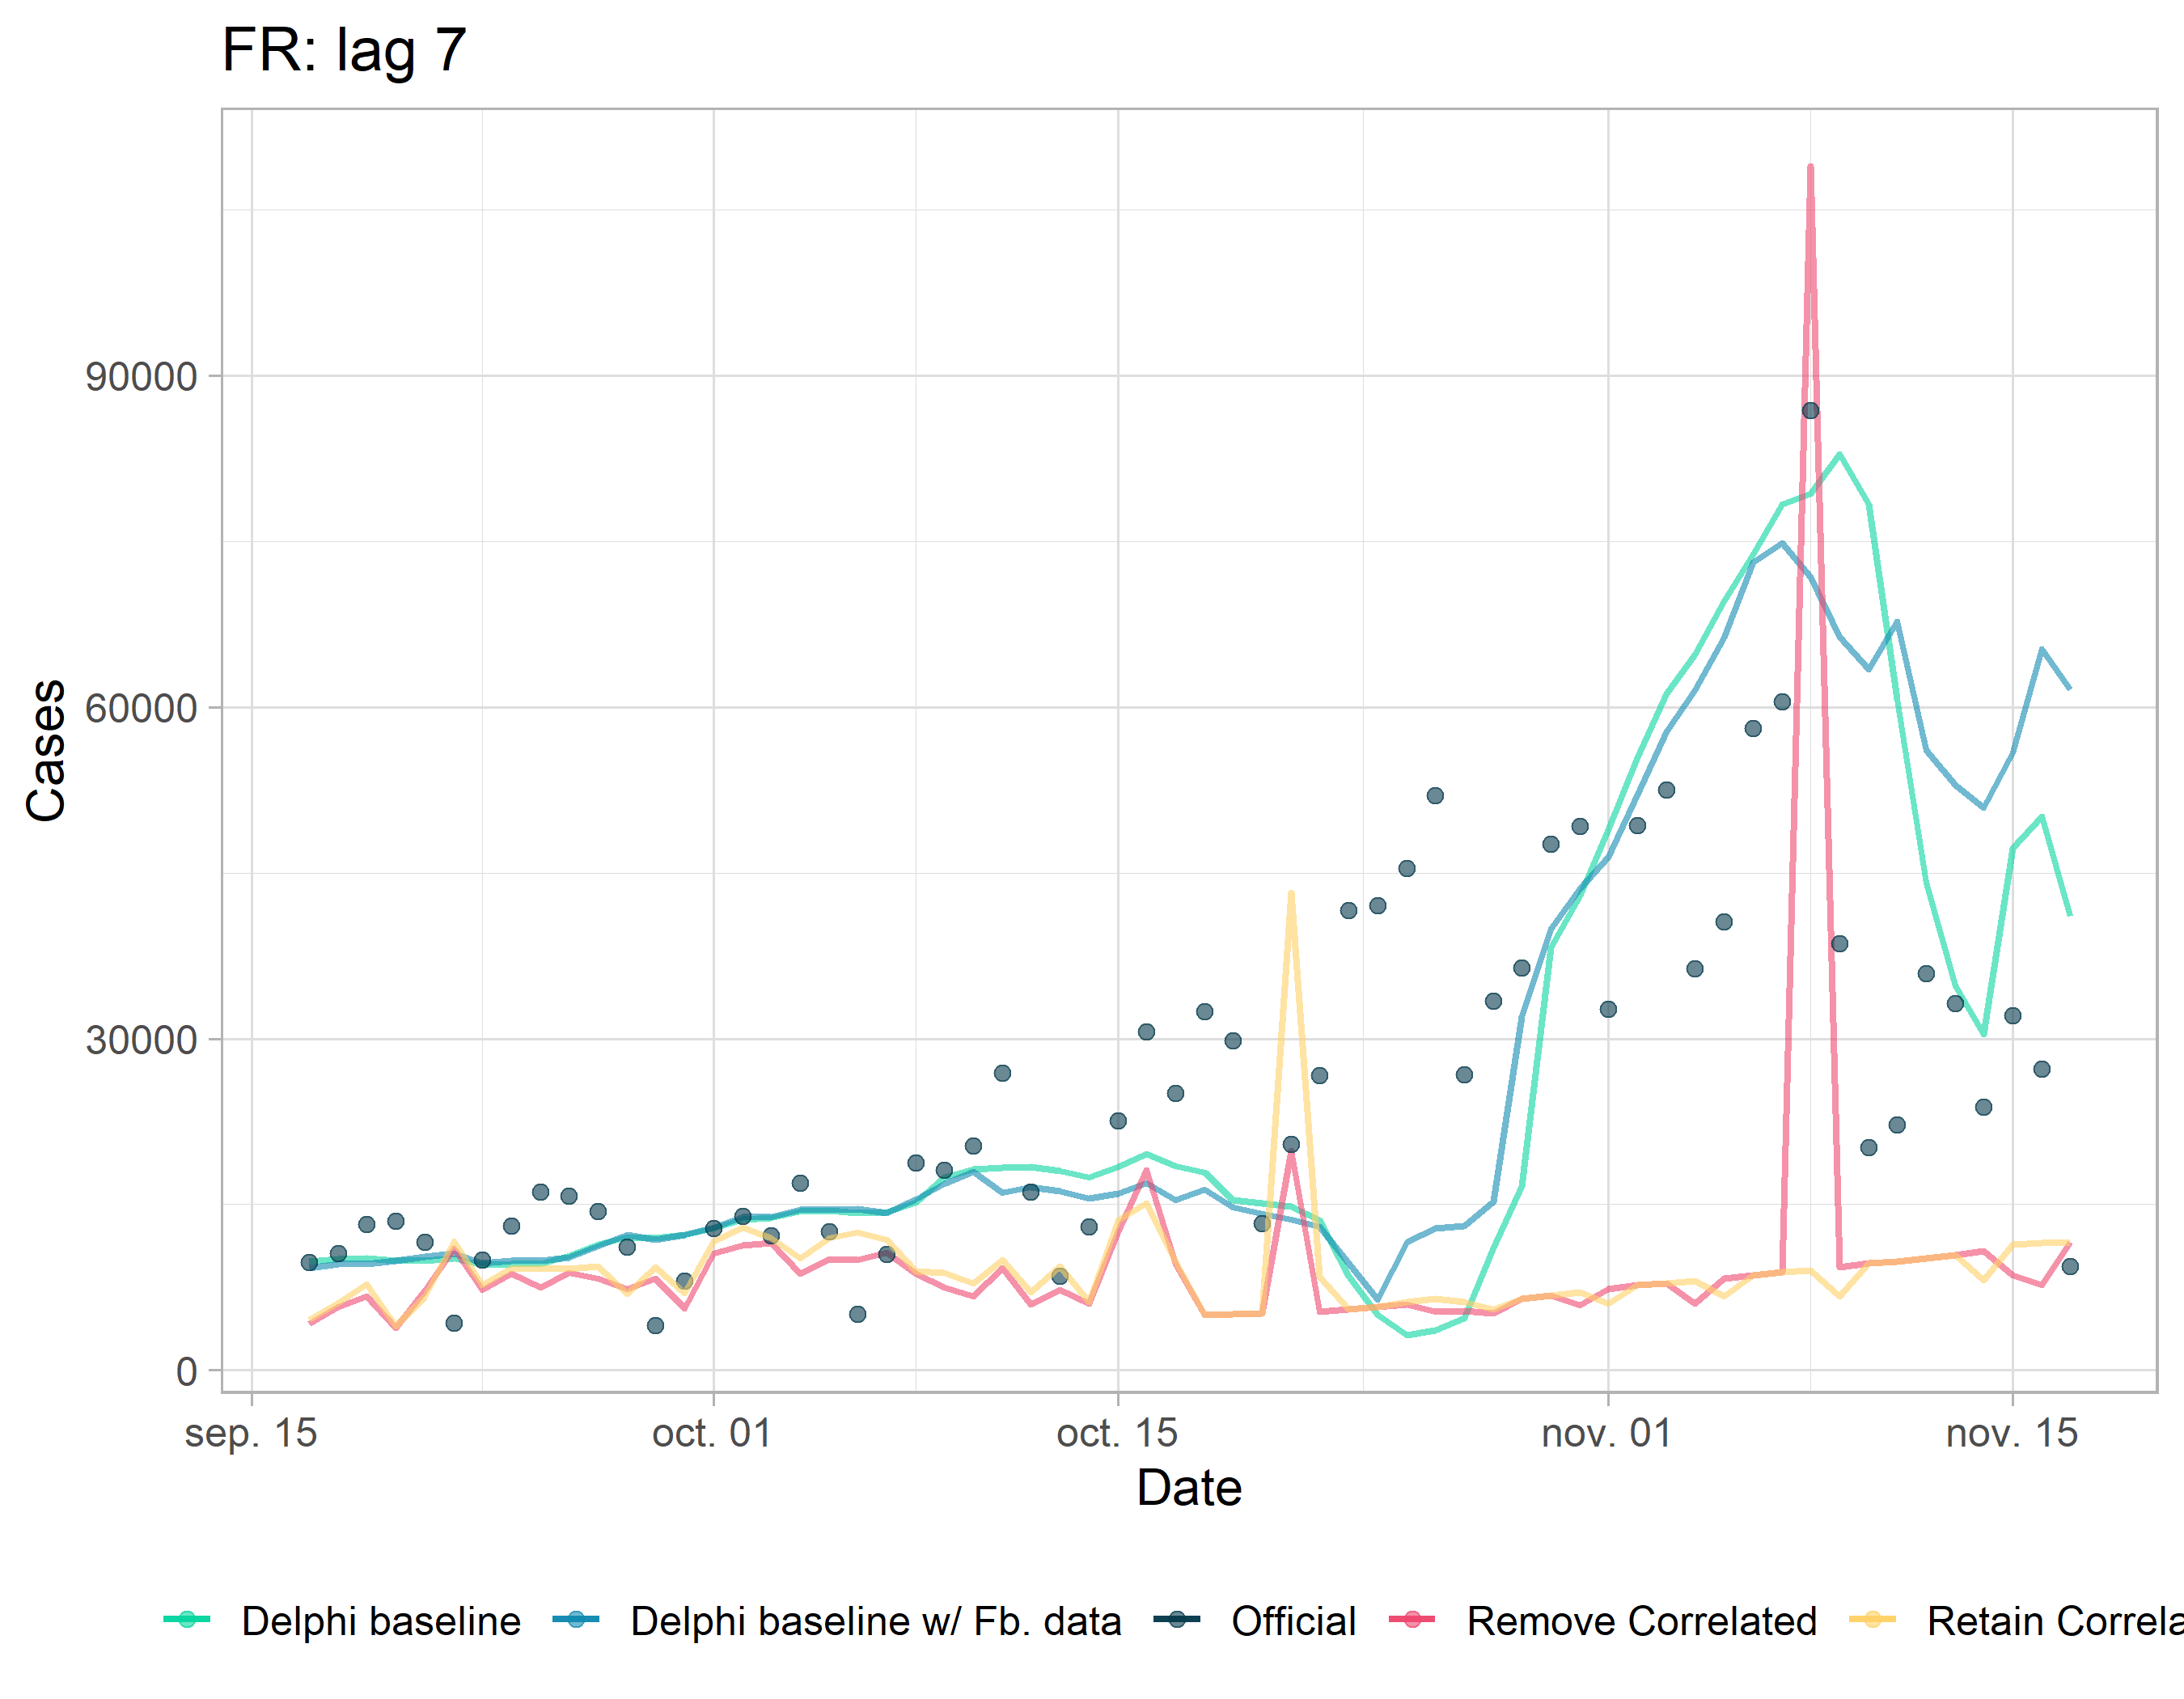 FR: lag 7
Cases
90000
60000
30000
0
sep. 15 oct. 01 oct. 15 nov. 01 nov. 15
Date
Delphi baseline Delphi baseline w/ Fb. data Official Remove Correlated Retain Correla